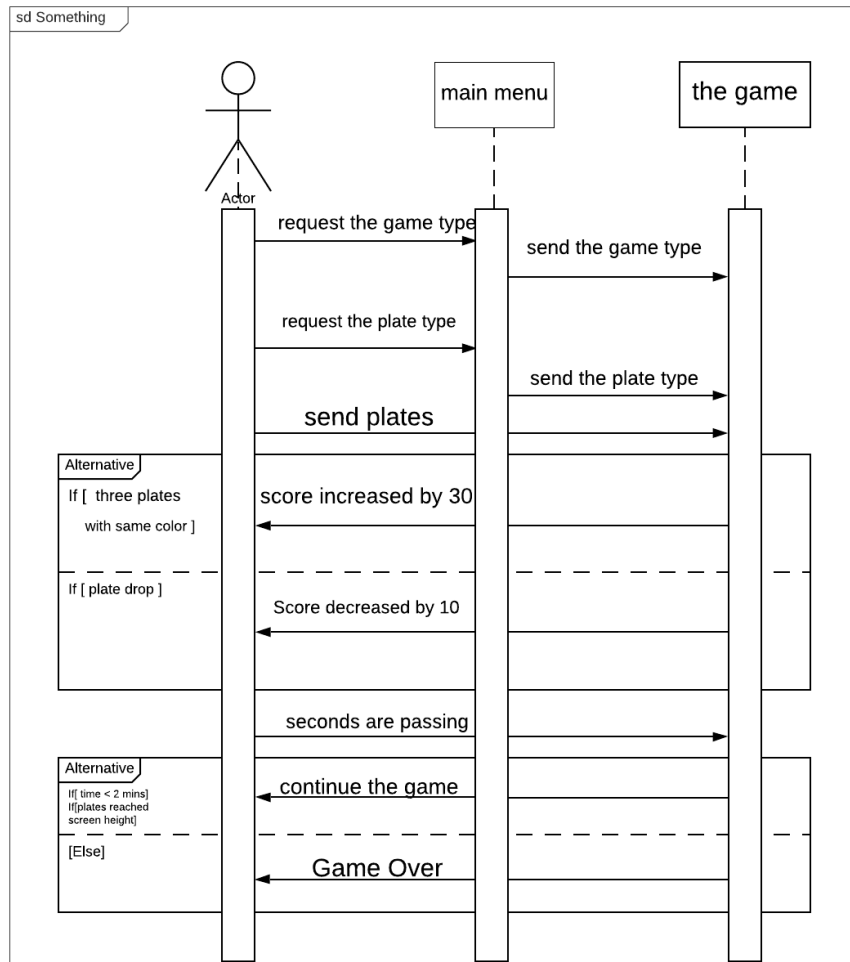 sd Something
main menu
the game
Actor
request the game type
send the game type
request the plate type
send the plate type
send plates
Alternative
If [  three plates
with same color ]
score increased by 30
If [ plate drop ]
Score decreased by 10
seconds are passing
Alternative
If[ time < 2 mins]
If[plates reached
screen height]
continue the game
[Else]
Game Over